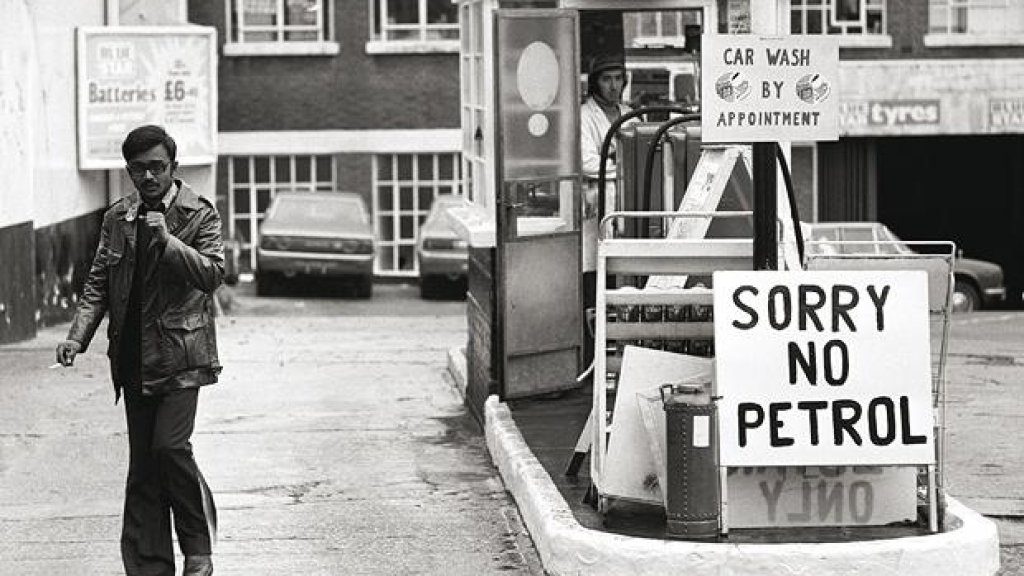 Batteries £6
CAR WASH
BY
APPOINTMENT
tyres
SORRY
NO
PETROL
ONLY